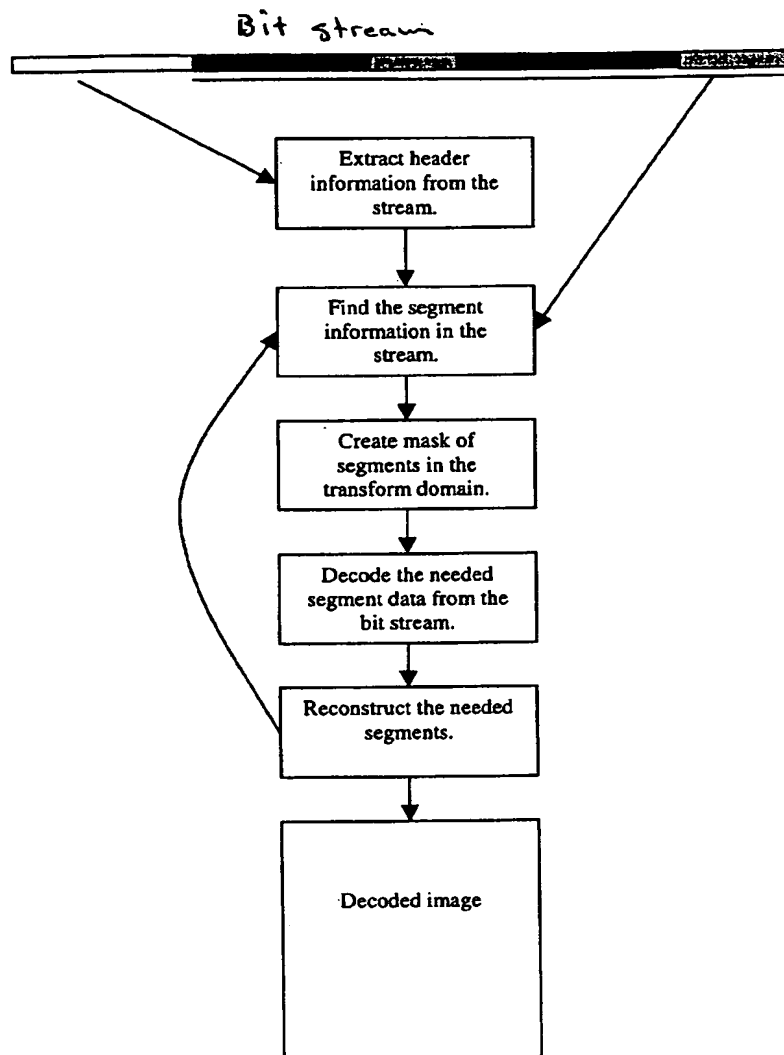 Bit stream
Extract header
information from the
stream.
Find the segment
information in the
stream.
Create mask of
segments in the
transform domain.
Decode the needed
segment data from the
bit stream.
Reconstruct the needed
segments.
Decoded image